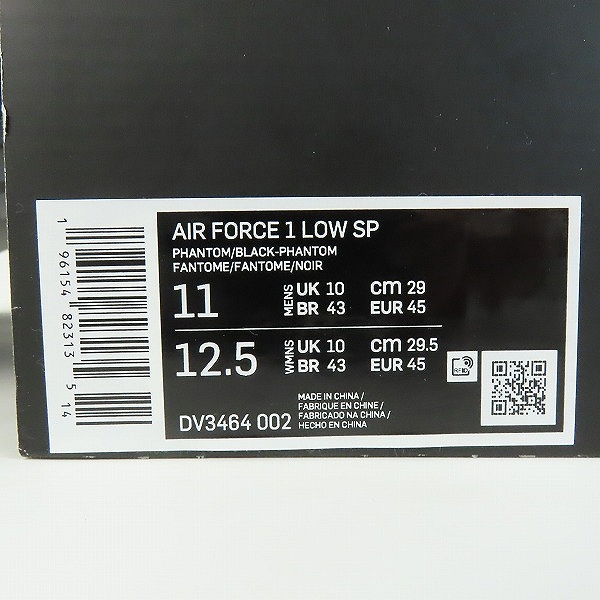 AIR FORCE 1 LOW SP
PHANTOM/BLACK-PHANTOM
FANTOME/FANTOME/NOIR
11 MENS UK 10 cm 29
BR 43 EUR 45
12.5 WMNS UK 10 cm 29.5
BR 43 EUR 45
RFID
DV3464 002
MADE IN CHINA /
FABRIQUE EN CHINE /
FABRICADO NA CHINA /
HECHO EN CHINA
1 96154 82313 5 14